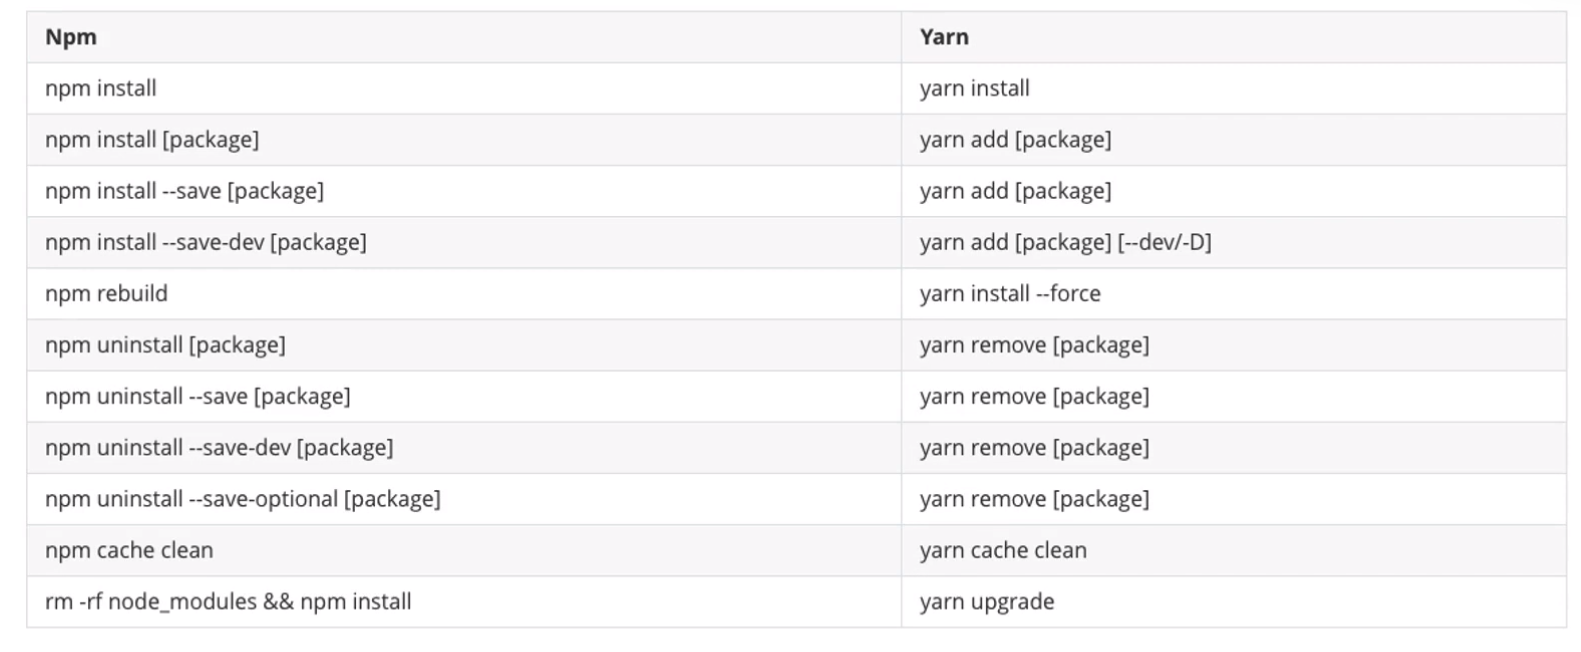 Npm Yarn
npm install yarn install
npm install [package] yarn add [package]
npm install --save [package] yarn add [package]
npm install --save-dev [package] yarn add [package] [--dev/-D]
npm rebuild yarn install --force
npm uninstall [package] yarn remove [package]
npm uninstall --save [package] yarn remove [package]
npm uninstall --save-dev [package] yarn remove [package]
npm uninstall --save-optional [package] yarn remove [package]
npm cache clean yarn cache clean
rm -rf node_modules && npm install yarn upgrade